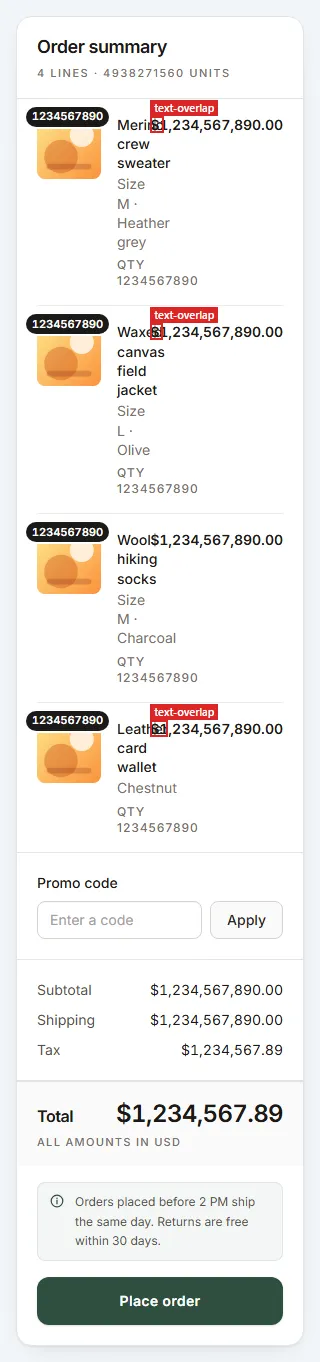 Order summary
4 LINES · 4938271560 UNITS
text-overlap
1234567890
Merino $1,234,567,890.00
crew
sweater
Size
M ·
Heather
grey
QTY
1234567890
text-overlap
1234567890
Waxed $1,234,567,890.00
canvas
field
jacket
Size
L ·
Olive
QTY
1234567890
1234567890
Wool $1,234,567,890.00
hiking
socks
Size
M ·
Charcoal
QTY
1234567890
text-overlap
1234567890
Leather $1,234,567,890.00
card
wallet
Chestnut
QTY
1234567890
Promo code
Enter a code Apply
Subtotal $1,234,567,890.00
Shipping $1,234,567,890.00
Tax $1,234,567.89
Total $1,234,567.89
ALL AMOUNTS IN USD
Orders placed before 2 PM ship
the same day. Returns are free
within 30 days.
Place order